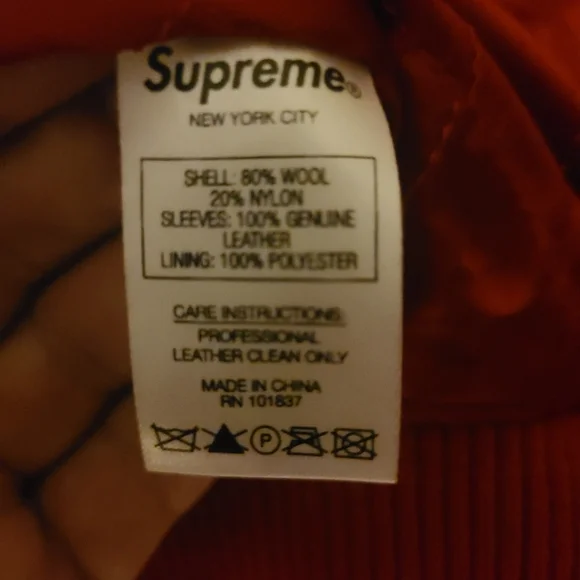 Supreme®
NEW YORK CITY
SHELL: 80% WOOL
20% NYLON
SLEEVES: 100% GENUINE
LEATHER
LINING: 100% POLYESTER
CARE INSTRUCTIONS:
PROFESSIONAL
LEATHER CLEAN ONLY
MADE IN CHINA
RN 101837
P